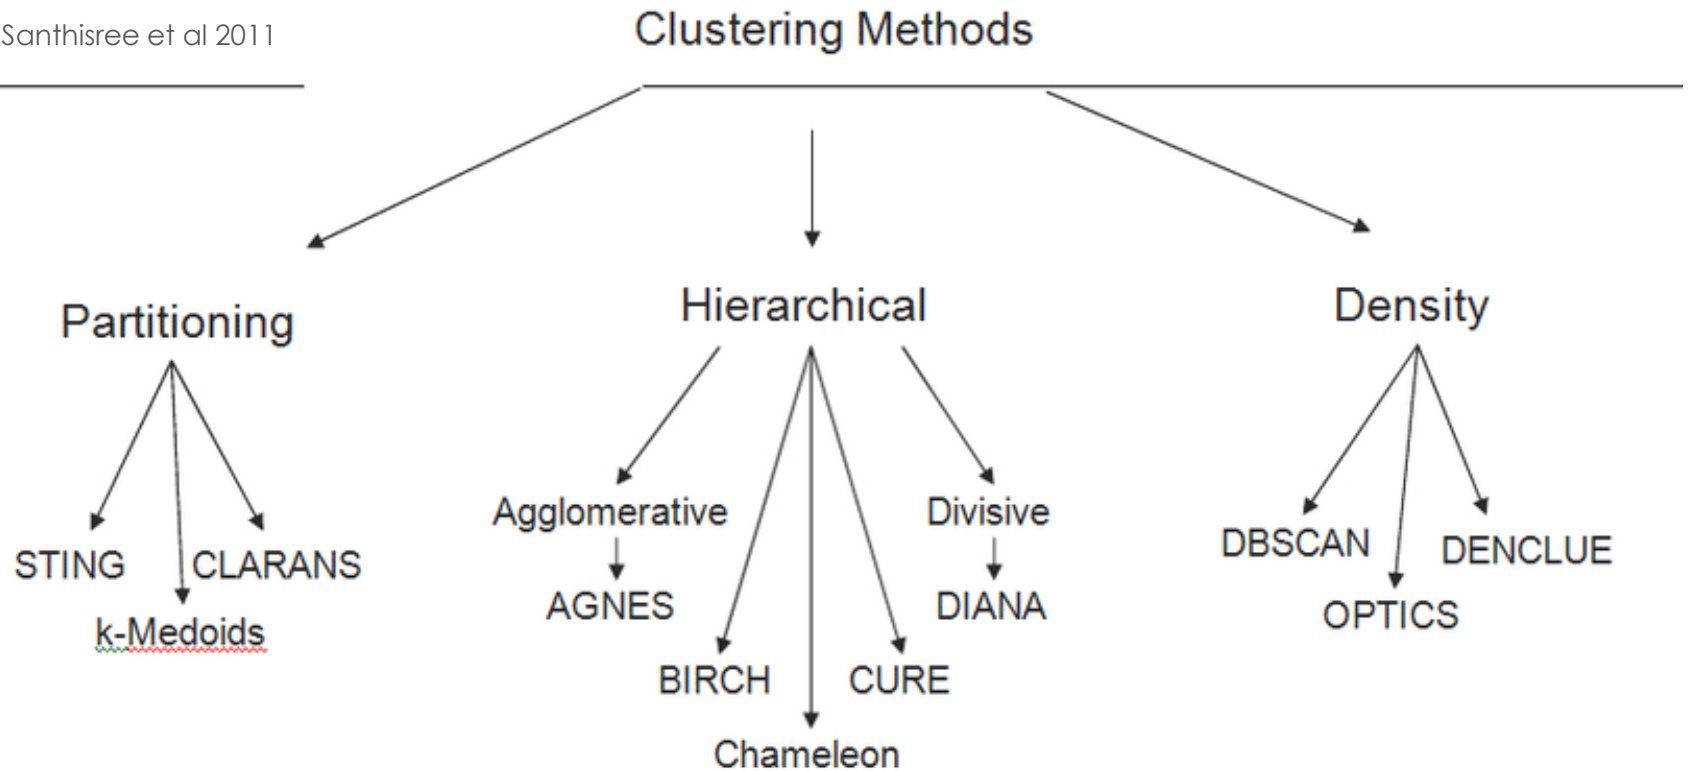 Santhisree et al 2011
Clustering Methods
Partitioning
Hierarchical
Density
STING
CLARANS
k-Medoids
Agglomerative
Divisive
AGNES
DIANA
BIRCH
CURE
Chameleon
DBSCAN
DENCLUE
OPTICS